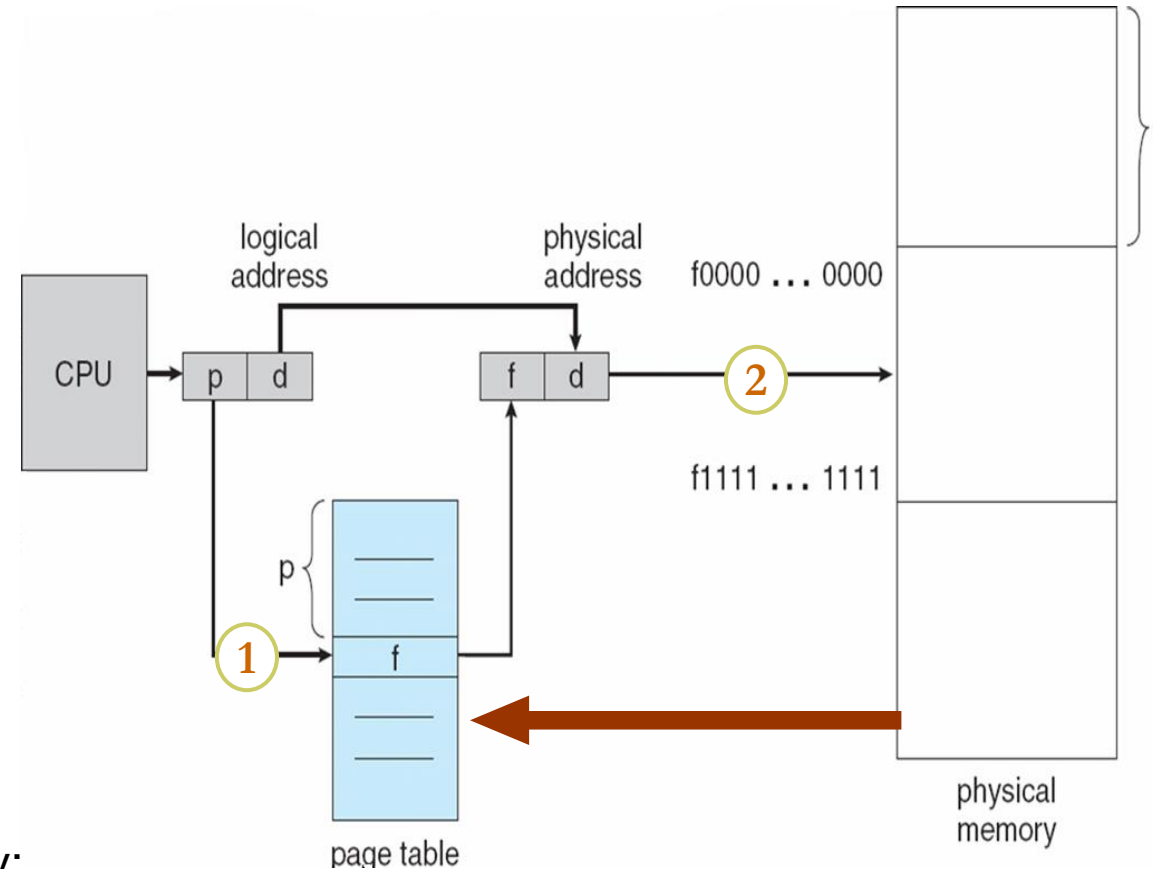 logical
address
physical
address
f0000 ... 0000
CPU
p d
f d
2
f1111 ... 1111
p
1
f
physical
memory
page table